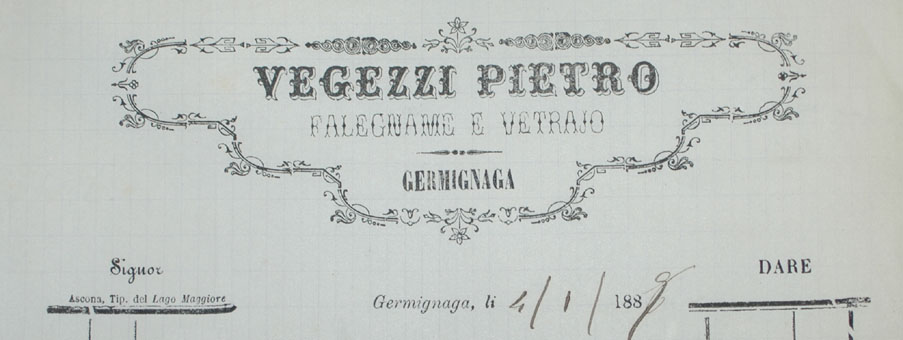 VEGEZZI PIETRO
FALEGNAME E VETRAJO
GERMIGNAGA
Signor
DARE
Ascona, Tip. del Lago Maggiore
Germignaga, li 4/1/ 188